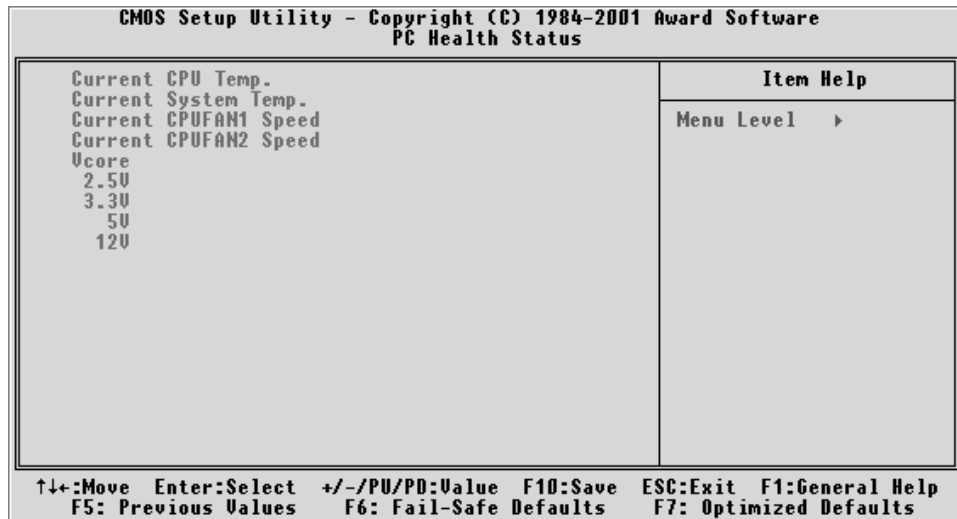 CMOS Setup Utility - Copyright (C) 1984-2001 Award Software
PC Health Status
Current CPU Temp.
Current System Temp.
Current CPUFAN1 Speed
Current CPUFAN2 Speed
Vcore
2.5V
3.3V
5V
12V
Item Help
Menu Level ▸
↑↓←:Move Enter:Select +/-/PU/PD:Value F10:Save ESC:Exit F1:General Help
F5: Previous Values F6: Fail-Safe Defaults F7: Optimized Defaults